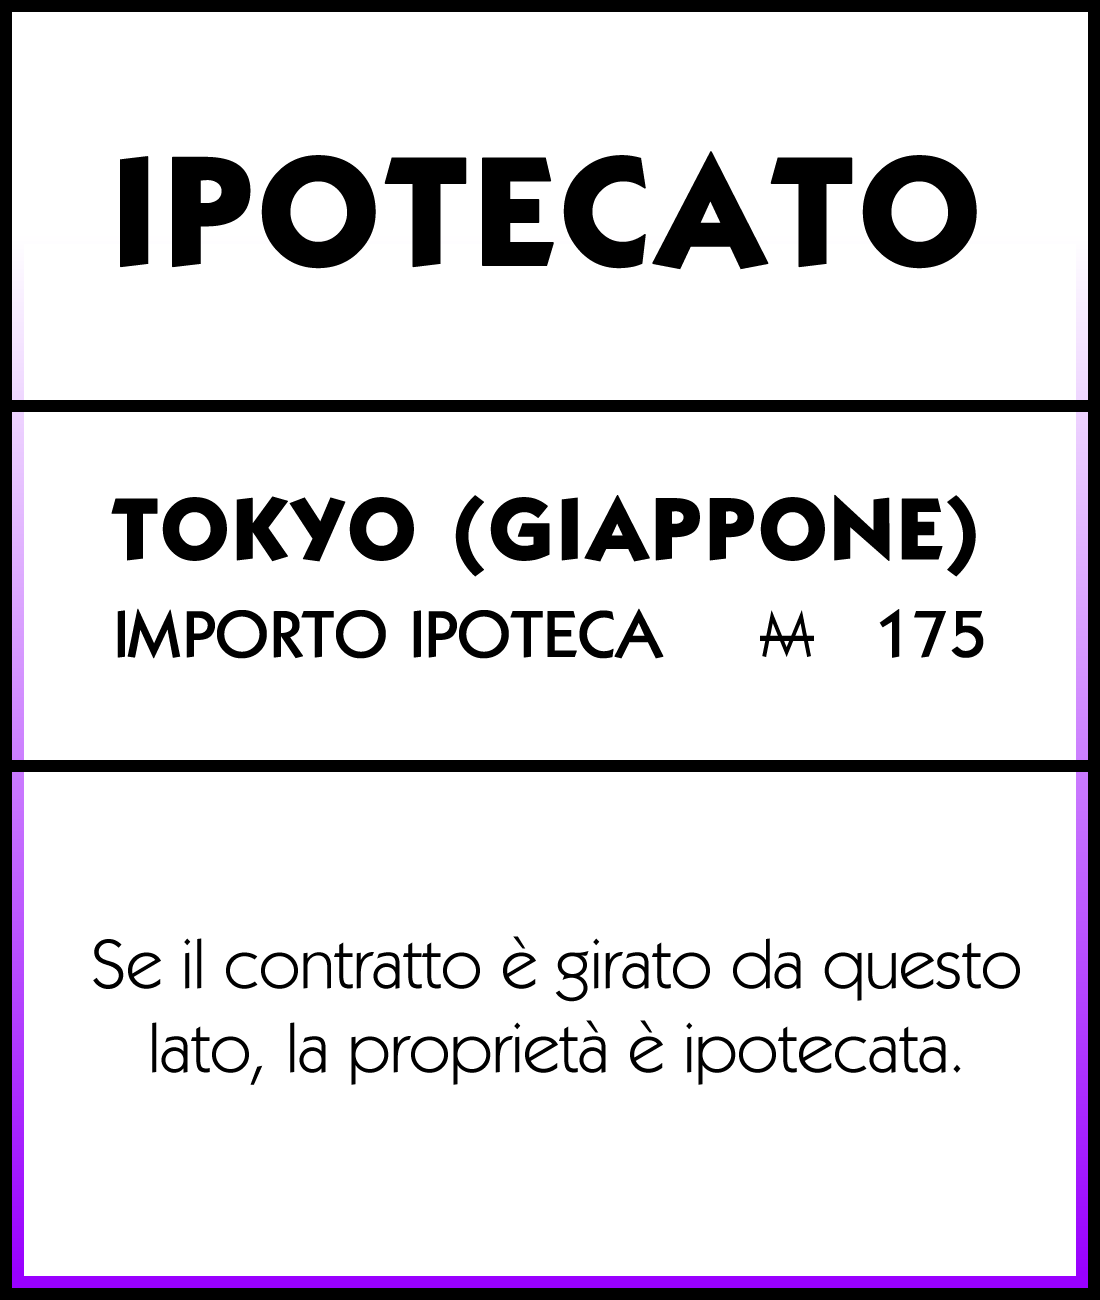 IPOTECATO
TOKYO (GIAPPONE)
IMPORTO IPOTECA M 175
Se il contratto è girato da questo
lato, la proprietà è ipotecata.